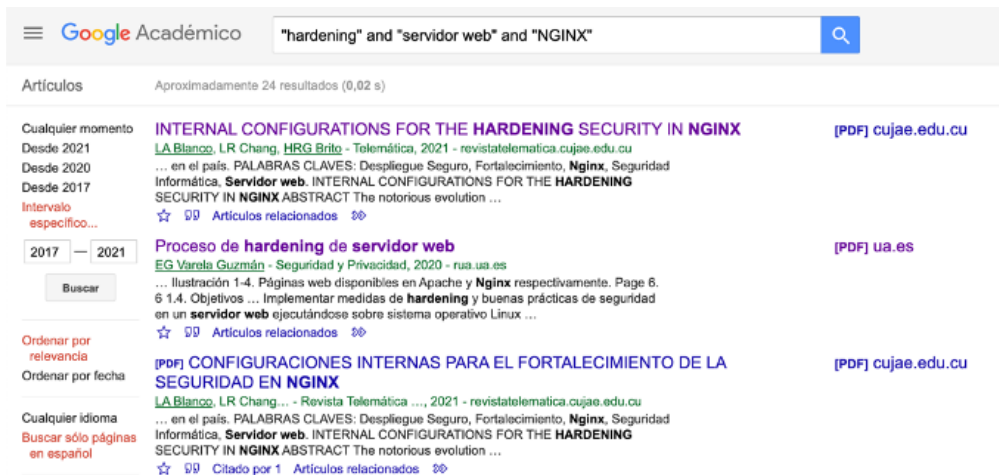 Google Académico
"hardening" and "servidor web" and "NGINX"
Artículos
Aproximadamente 24 resultados (0,02 s)
Cualquier momento
Desde 2021
Desde 2020
Desde 2017
Intervalo
específico...
2017 — 2021
Buscar
Ordenar por
relevancia
Ordenar por fecha
Cualquier idioma
Buscar sólo páginas
en español
INTERNAL CONFIGURATIONS FOR THE HARDENING SECURITY IN NGINX
[PDF] cujae.edu.cu
LA Blanco, LR Chang, HRG Brito - Telemática, 2021 - revistatelematica.cujae.edu.cu
... en el país. PALABRAS CLAVES: Despliegue Seguro, Fortalecimiento, Nginx, Seguridad
Informática, Servidor web. INTERNAL CONFIGURATIONS FOR THE HARDENING
SECURITY IN NGINX ABSTRACT The notorious evolution ...
Artículos relacionados
Proceso de hardening de servidor web
[PDF] ua.es
EG Varela Guzmán - Seguridad y Privacidad, 2020 - rua.ua.es
... Ilustración 1-4. Páginas web disponibles en Apache y Nginx respectivamente. Page 6.
6 1.4. Objetivos ... Implementar medidas de hardening y buenas prácticas de seguridad
en un servidor web ejecutándose sobre sistema operativo Linux ...
Artículos relacionados
[PDF] CONFIGURACIONES INTERNAS PARA EL FORTALECIMIENTO DE LA
SEGURIDAD EN NGINX
[PDF] cujae.edu.cu
LA Blanco, LR Chang... - Revista Telemática ..., 2021 - revistatelematica.cujae.edu.cu
... en el país. PALABRAS CLAVES: Despliegue Seguro, Fortalecimiento, Nginx, Seguridad
Informática, Servidor web. INTERNAL CONFIGURATIONS FOR THE HARDENING
SECURITY IN NGINX ABSTRACT The notorious evolution ...
Citado por 1 Artículos relacionados